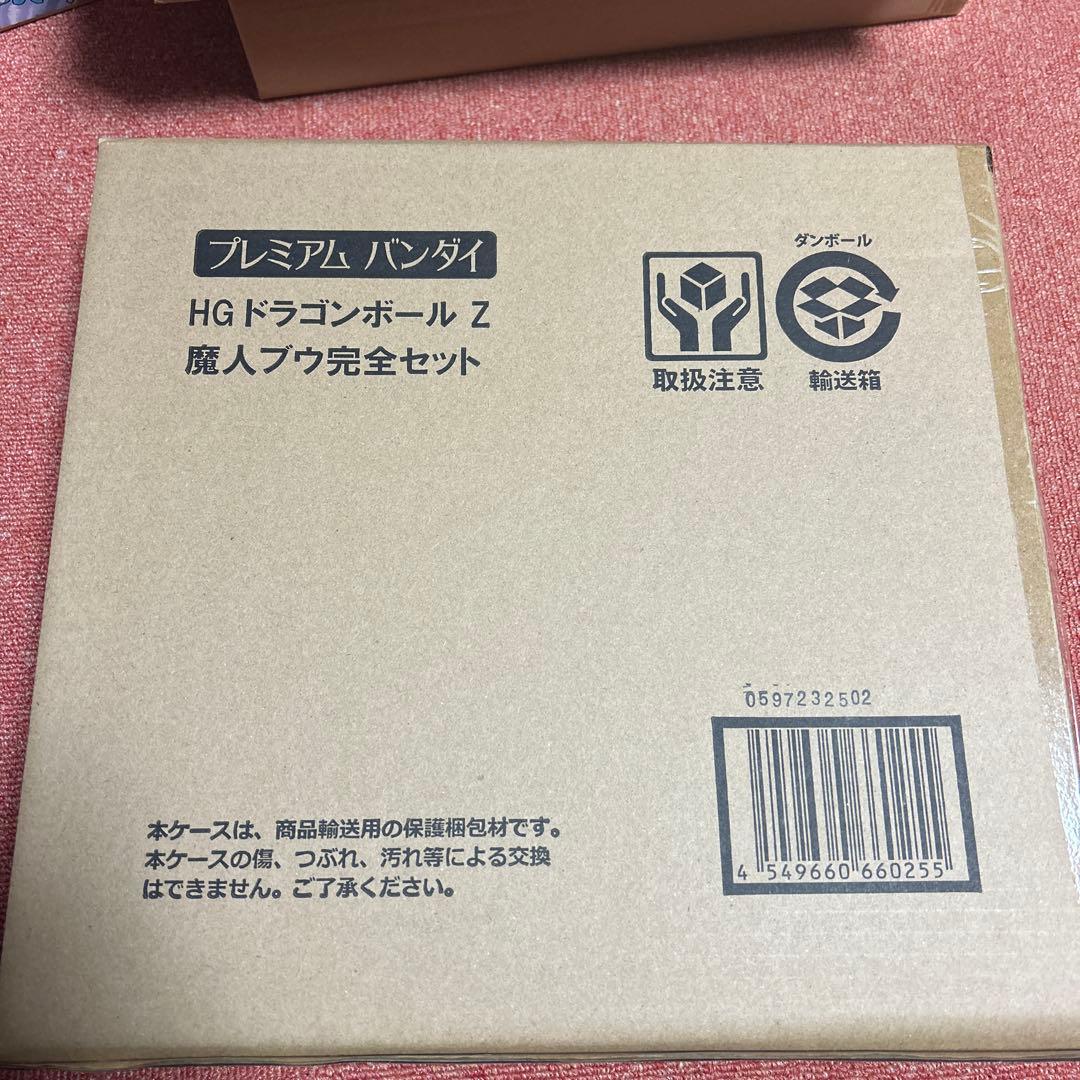 プレミアム バンダイ
HG ドラゴンボール Z
魔人ブウ完全セット
取扱注意
ダンボール
輸送箱
0597232502
4 549660 660255
本ケースは、商品輸送用の保護梱包材です。
本ケースの傷、つぶれ、汚れ等による交換
はできません。ご了承ください。